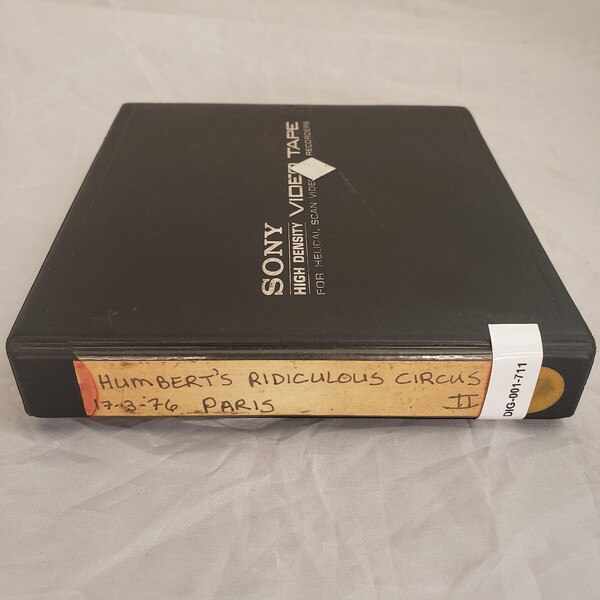 SONY
HIGH DENSITY VIDEO TAPE
FOR HELICAL SCAN VIDEO RECORDERS
HUMBERT'S RIDICULOUS CIRCUS
17-3-76 PARIS II
DIG-001-711